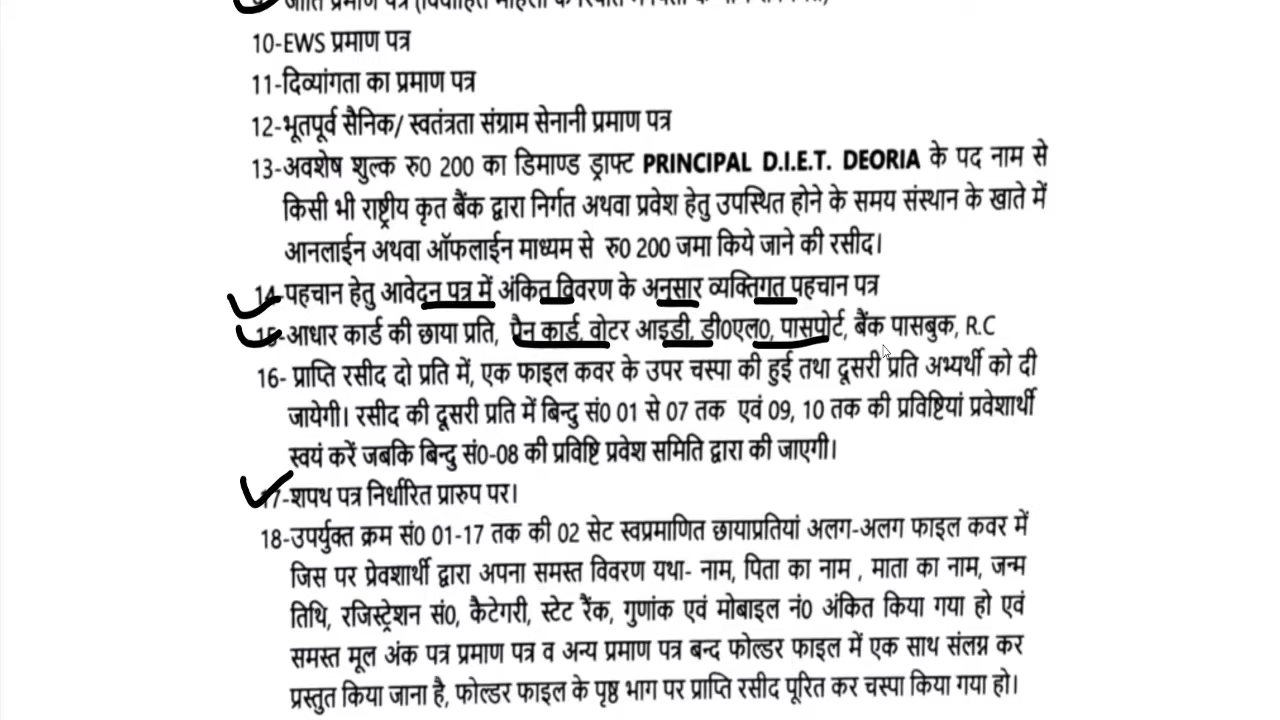 जाति प्रमाण पत्र (विवाहित महिला के
10-EWS प्रमाण पत्र
11-दिव्यांगता का प्रमाण पत्र
12-भूतपूर्व सैनिक/ स्वतंत्रता संग्राम सेनानी प्रमाण पत्र
13-अवशेष शुल्क रु0 200 का डिमाण्ड ड्राफ्ट PRINCIPAL D.I.E.T. DEORIA के पद नाम से
किसी भी राष्ट्रीय कृत बैंक द्वारा निर्गत अथवा प्रवेश हेतु उपस्थित होने के समय संस्थान के खाते में
आनलाईन अथवा ऑफलाईन माध्यम से रु0 200 जमा किये जाने की रसीद।
14-पहचान हेतु आवेदन पत्र में अंकित विवरण के अनुसार व्यक्तिगत पहचान पत्र
15-आधार कार्ड की छाया प्रति, पैन कार्ड, वोटर आइडी, डी0एल0, पासपोर्ट, बैंक पासबुक, R.C
16- प्राप्ति रसीद दो प्रति में, एक फाइल कवर के उपर चस्पा की हुई तथा दूसरी प्रति अभ्यर्थी को दी
जायेगी। रसीद की दूसरी प्रति में बिन्दु सं0 01 से 07 तक एवं 09, 10 तक की प्रविष्टियां प्रवेशार्थी
स्वयं करें जबकि बिन्दु सं0-08 की प्रविष्टि प्रवेश समिति द्वारा की जाएगी।
17-शपथ पत्र निर्धारित प्रारुप पर।
18-उपर्युक्त क्रम सं0 01-17 तक की 02 सेट स्वप्रमाणित छायाप्रतियां अलग-अलग फाइल कवर में
जिस पर प्रेवशार्थी द्वारा अपना समस्त विवरण यथा- नाम, पिता का नाम , माता का नाम, जन्म
तिथि, रजिस्ट्रेशन सं0, कैटेगरी, स्टेट रैंक, गुणांक एवं मोबाइल नं0 अंकित किया गया हो एवं
समस्त मूल अंक पत्र प्रमाण पत्र व अन्य प्रमाण पत्र बन्द फोल्डर फाइल में एक साथ संलग्न कर
प्रस्तुत किया जाना है, फोल्डर फाइल के पृष्ठ भाग पर प्राप्ति रसीद पूरित कर चस्पा किया गया हो।